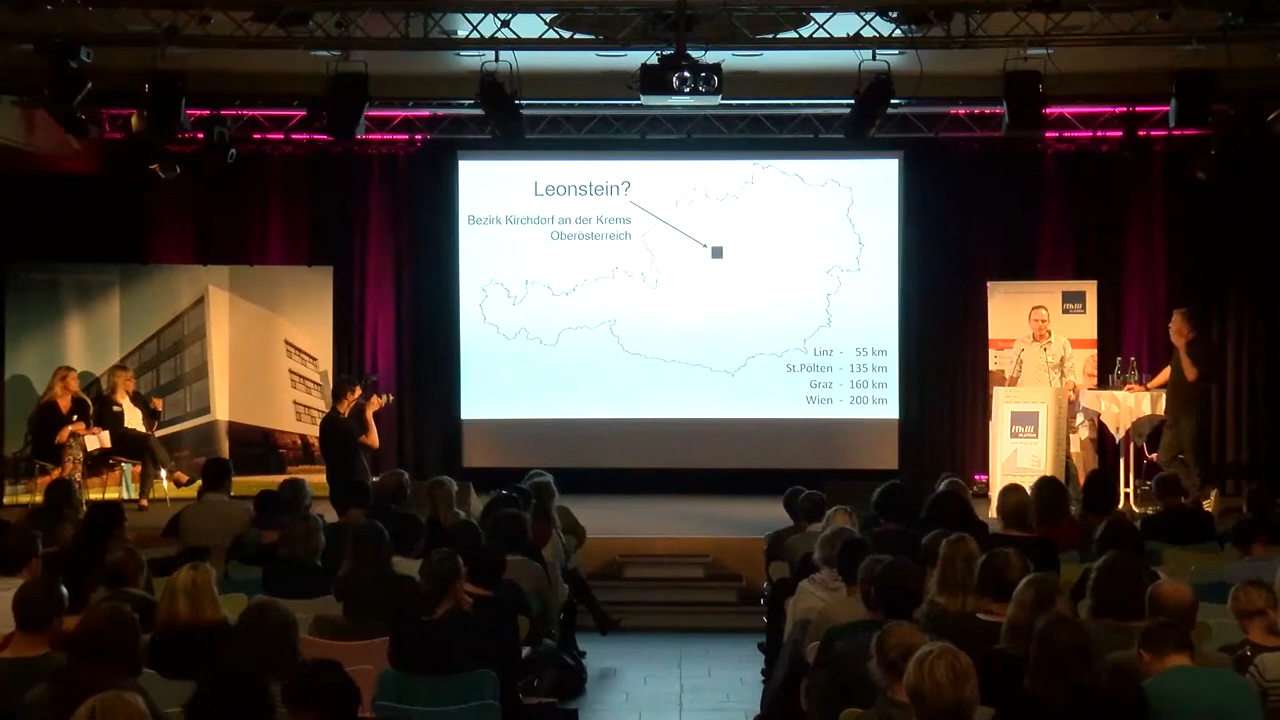 Leonstein?
Bezirk Kirchdorf an der Krems
Oberösterreich
Linz - 55 km
St.Pölten - 135 km
Graz - 160 km
Wien - 200 km